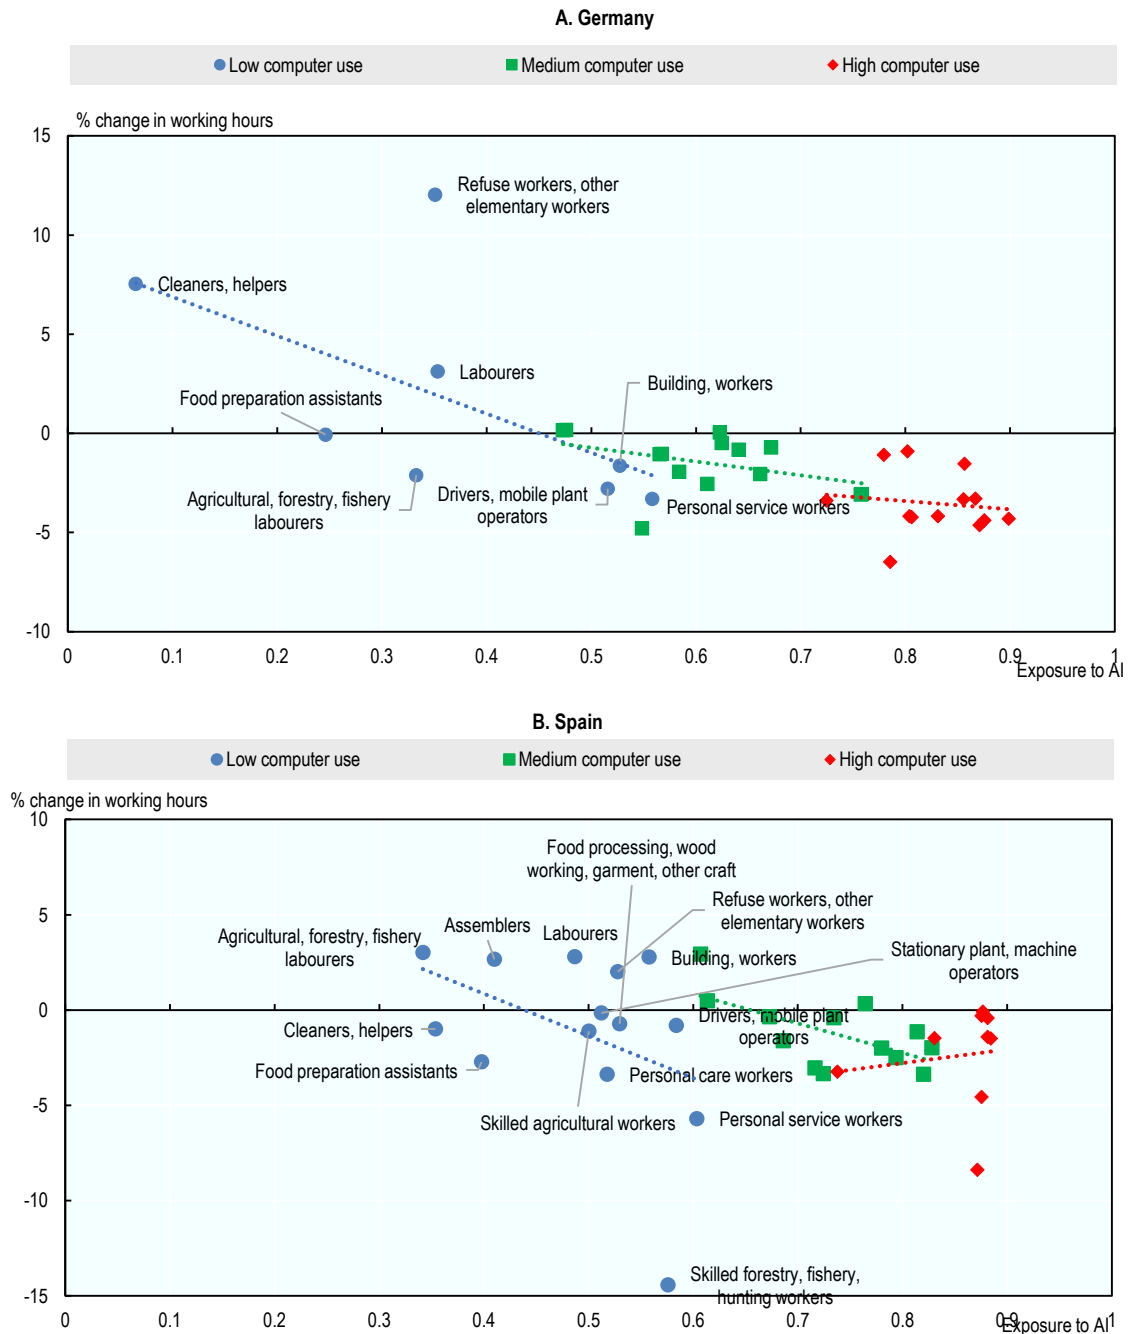 A. Germany
Low computer use
Medium computer use
High computer use
% change in working hours
15
10
5
0
-5
-10
Refuse workers, other
elementary workers
Cleaners, helpers
Labourers
Building, workers
Food preparation assistants
Agricultural, forestry, fishery
labourers
Drivers, mobile plant
operators
Personal service workers
0
0.1
0.2
0.3
0.4
0.5
0.6
0.7
0.8
0.9
1
Exposure to AI
B. Spain
Low computer use
Medium computer use
High computer use
% change in working hours
10
5
0
-5
-10
-15
Food processing, wood
working, garment, other craft
Refuse workers, other
elementary workers
Assemblers
Labourers
Agricultural, forestry, fishery
labourers
Building, workers
Stationary plant, machine
operators
Cleaners, helpers
Drivers, mobile plant
operators
Food preparation assistants
Personal care workers
Skilled agricultural workers
Personal service workers
Skilled forestry, fishery,
hunting workers
0
0.1
0.2
0.3
0.4
0.5
0.6
0.7
0.8
0.9
1
Exposure to AI